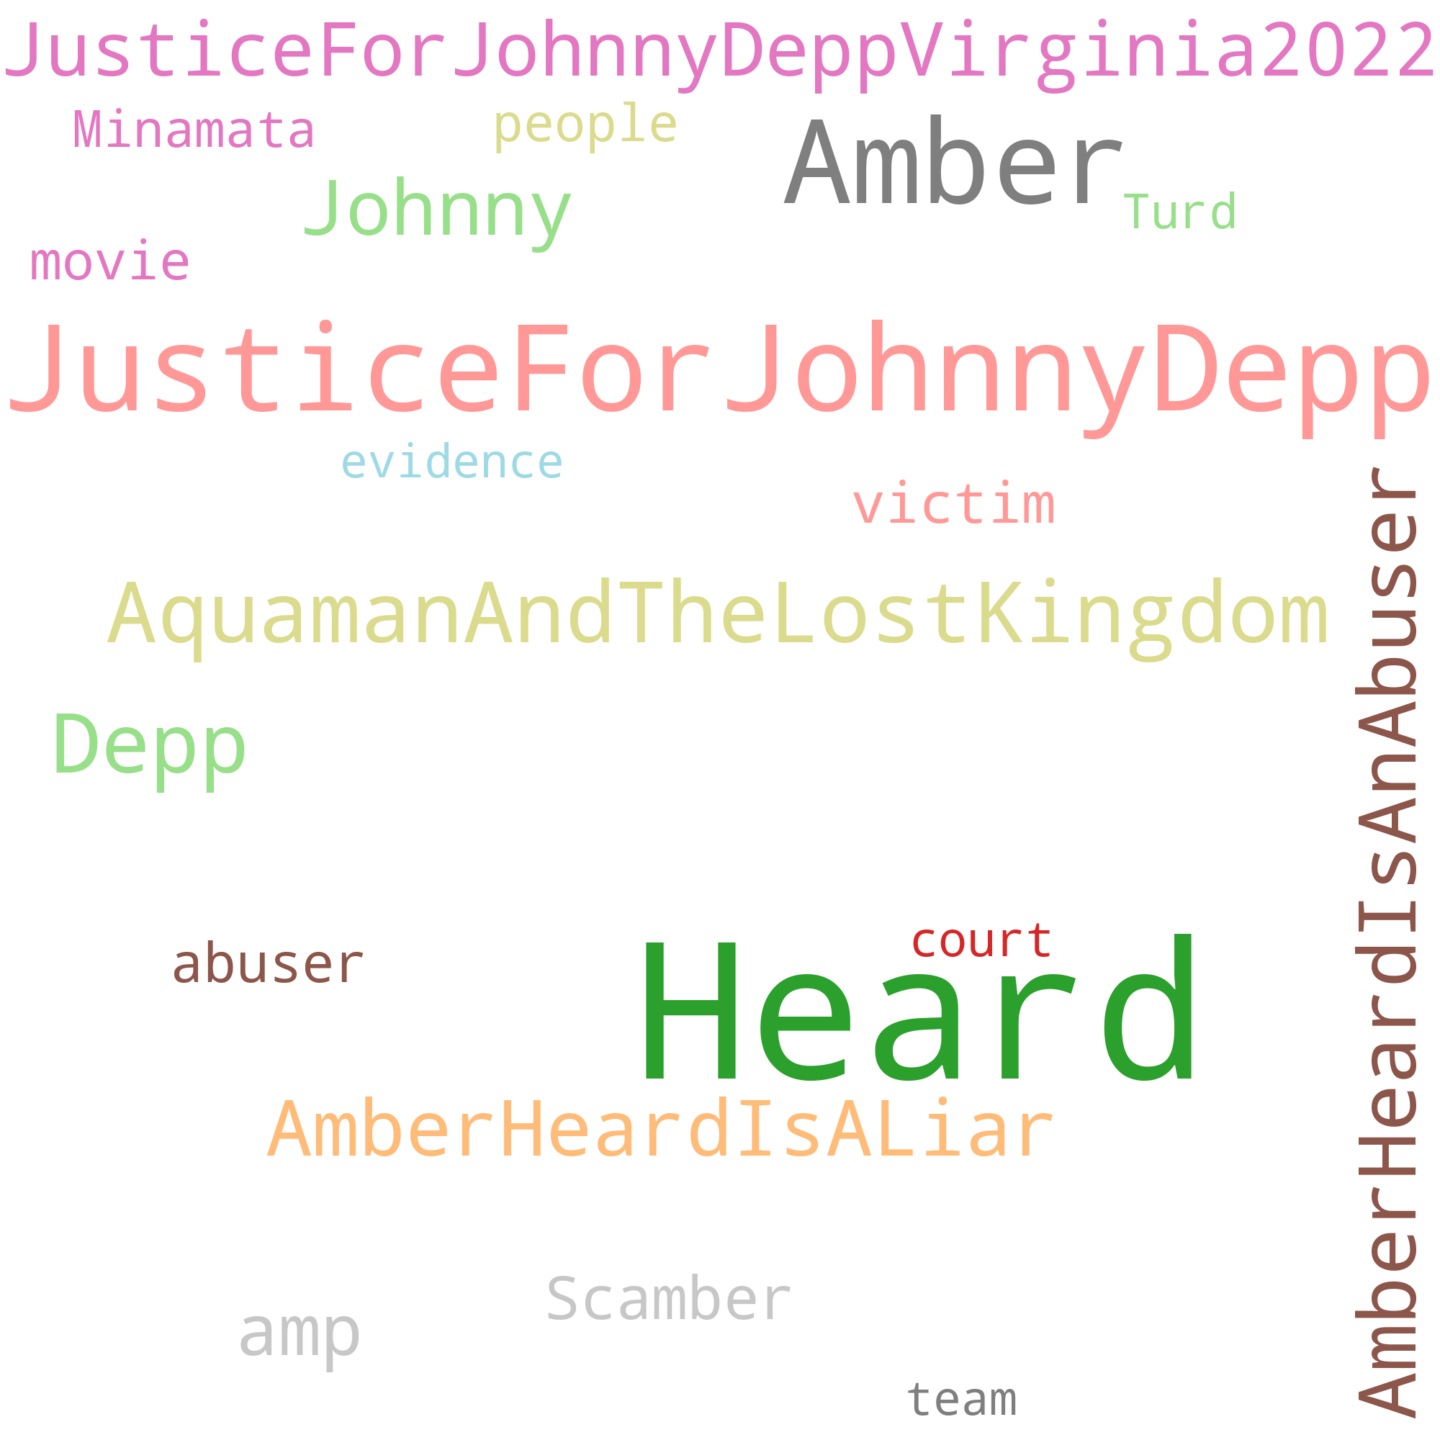 JusticeForJohnnyDeppVirginia2022
Minamata
people
Amber
Johnny
Turd
movie
JusticeForJohnnyDepp
evidence
victim
AquamanAndTheLostKingdom
AmberHeardIsAnAbuser
Depp
court
abuser
Heard
AmberHeardIsALiar
Scamber
amp
team